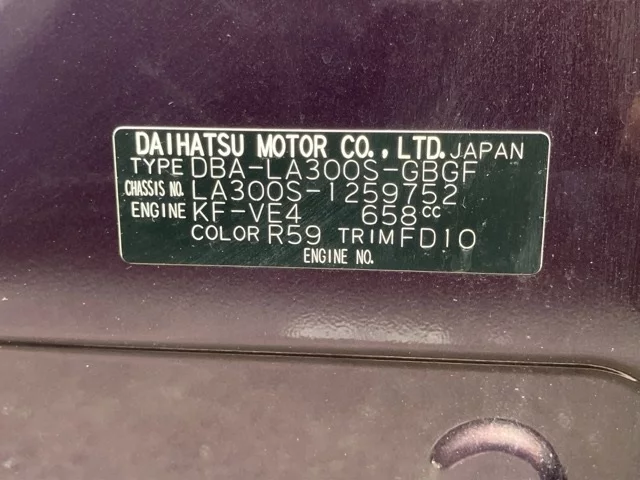 DAIHATSU MOTOR CO., LTD. JAPAN
TYPE DBA-LA300S-GBGF
CHASSIS NO. LA300S-1259752
ENGINE KF-VE4 658cc
COLOR R59 TRIM FD10
ENGINE NO.